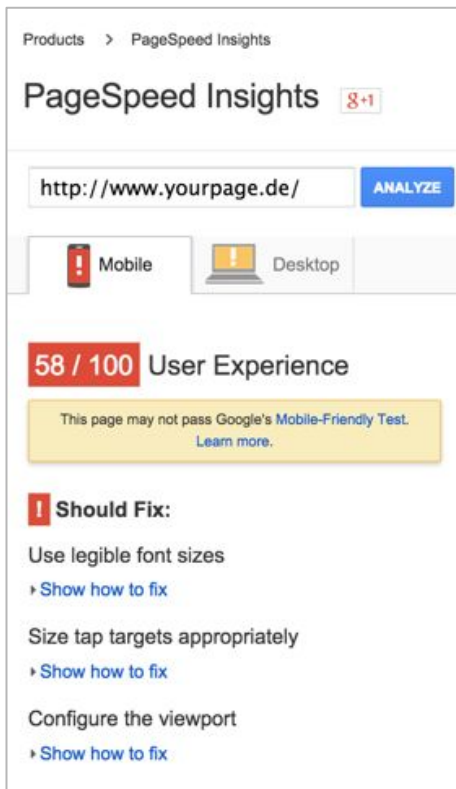 Products > PageSpeed Insights
PageSpeed Insights g+1
http://www.yourpage.de/ ANALYZE
! Mobile ! Desktop
58 / 100 User Experience
This page may not pass Google's Mobile-Friendly Test.
Learn more.
! Should Fix:
Use legible font sizes
Show how to fix
Size tap targets appropriately
Show how to fix
Configure the viewport
Show how to fix